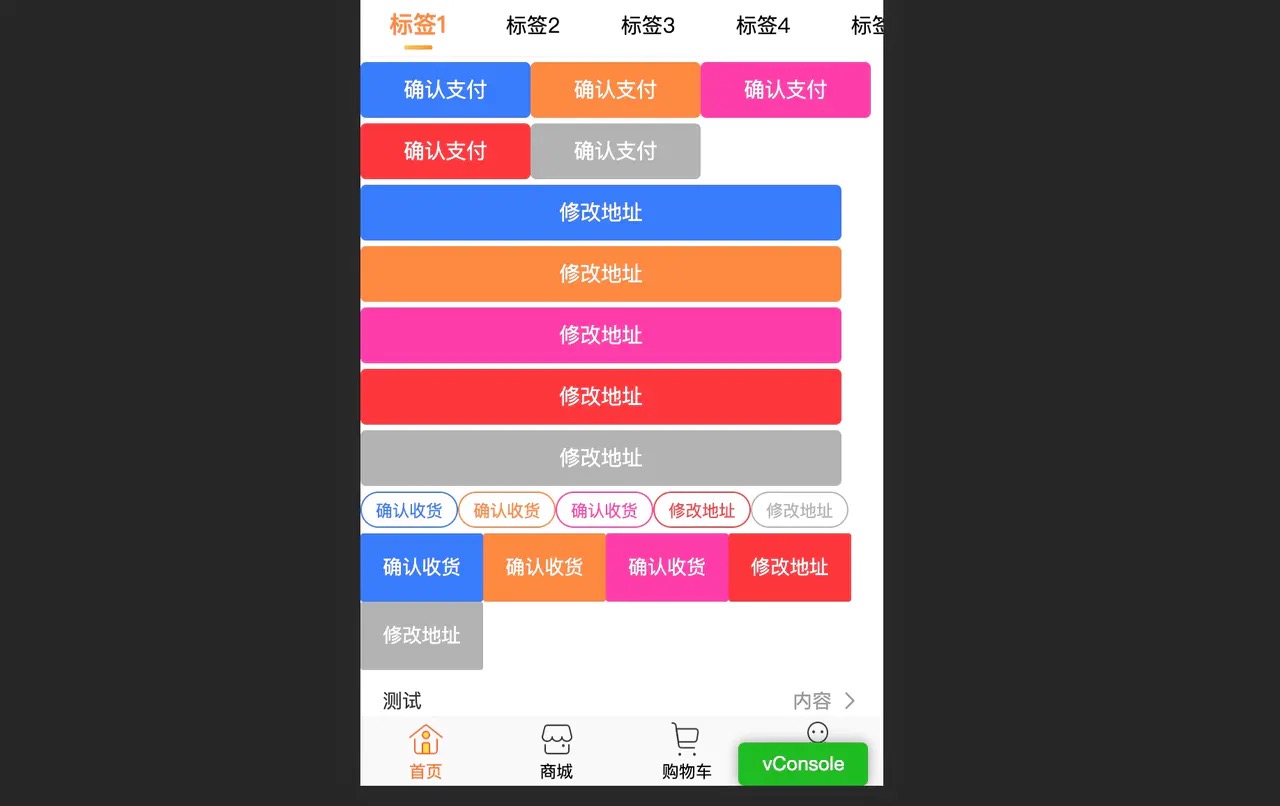 标签1 标签2 标签3 标签4 标签
确认支付 确认支付 确认支付
确认支付 确认支付
修改地址
修改地址
修改地址
修改地址
修改地址
确认收货 确认收货 确认收货 修改地址 修改地址
确认收货 确认收货 确认收货 修改地址
修改地址
测试 内容
首页 商城 购物车 vConsole